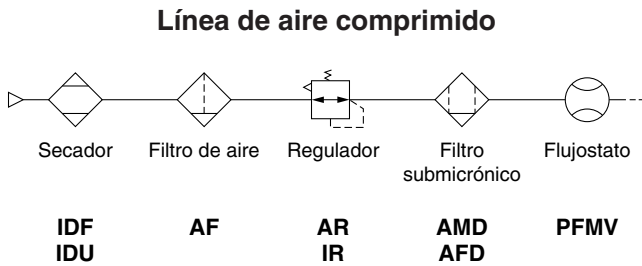 Línea de aire comprimido
Secador Filtro de aire Regulador Filtro submicrónico Flujostato
IDF AF AR AMD PFMV
IDU IR AFD